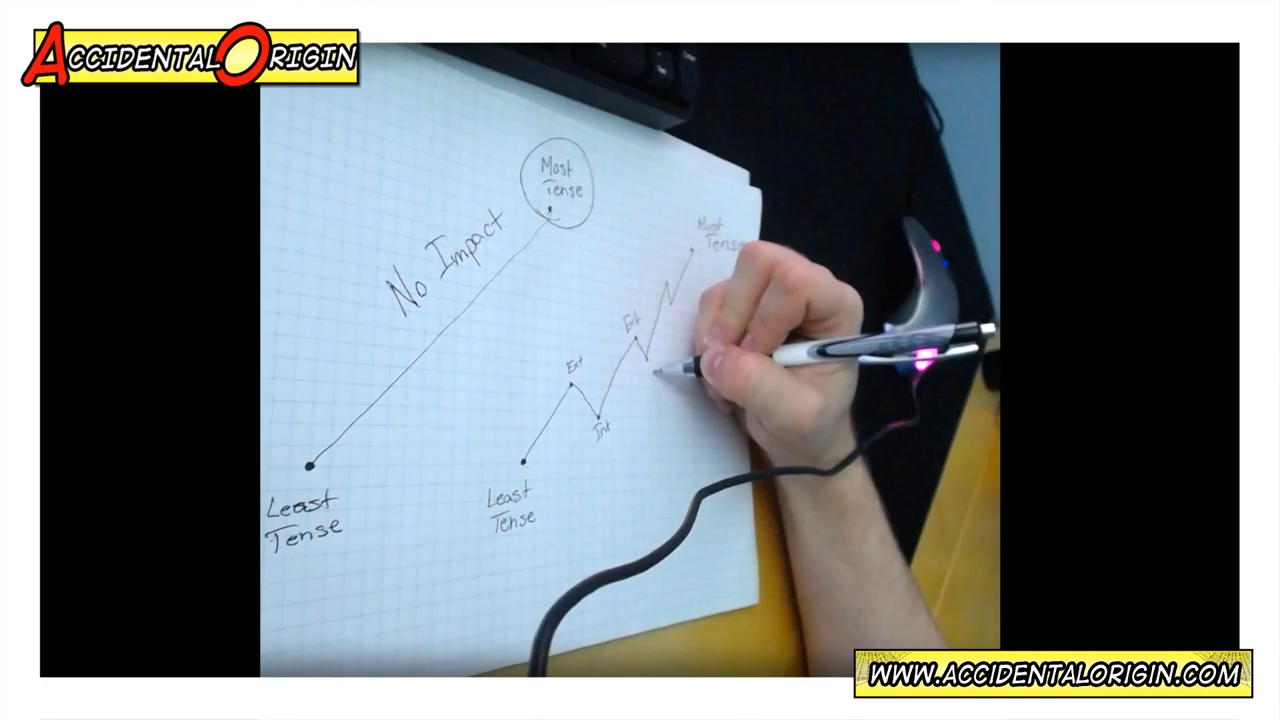 ACCIDENTALORIGIN
Most
Tense
No Impact
Least
Tense
Most
Tense
Ext
Ext
Int
Least
Tense
WWW.ACCIDENTALORIGIN.COM